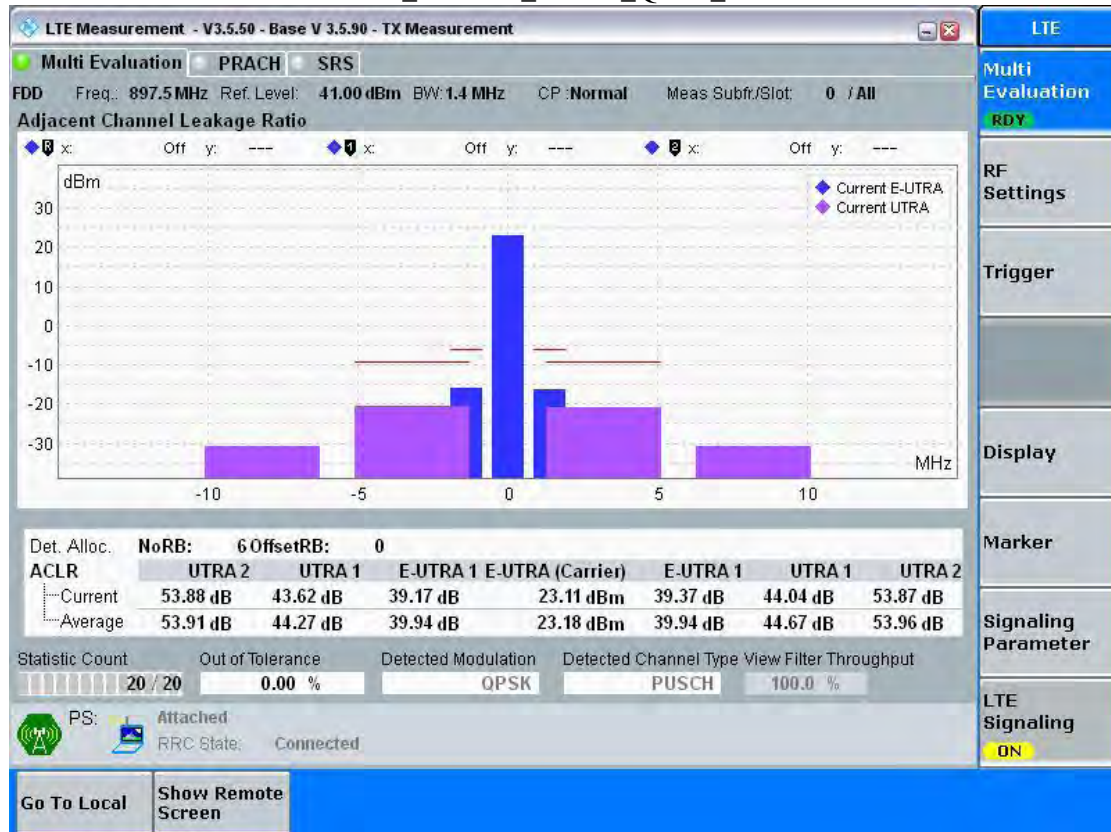 LTE Measurement - V3.5.50 - Base V 3.5.90 - TX Measurement
LTE
Multi Evaluation PRACH SRS
Multi Evaluation
RDY
FDD Freq.: 897.5 MHz Ref. Level: 41.00 dBm BW: 1.4 MHz CP :Normal Meas Subfr./Slot: 0 / All
Adjacent Channel Leakage Ratio
R x: Off y: --- 1 x: Off y: --- 2 x: Off y: ---
dBm
Current E-UTRA
Current UTRA
30
20
10
0
-10
-20
-30
MHz
-10 -5 0 5 10
RF Settings
Trigger
Display
Marker
Signaling Parameter
LTE Signaling
ON
Det. Alloc. NoRB: 6 OffsetRB: 0
ACLR UTRA 2 UTRA 1 E-UTRA 1 E-UTRA (Carrier) E-UTRA 1 UTRA 1 UTRA 2
Current 53.88 dB 43.62 dB 39.17 dB 23.11 dBm 39.37 dB 44.04 dB 53.87 dB
Average 53.91 dB 44.27 dB 39.94 dB 23.18 dBm 39.94 dB 44.67 dB 53.96 dB
Statistic Count Out of Tolerance Detected Modulation Detected Channel Type View Filter Throughput
20 / 20 0.00 % QPSK PUSCH 100.0 %
PS: Attached
RRC State: Connected
Go To Local
Show Remote Screen